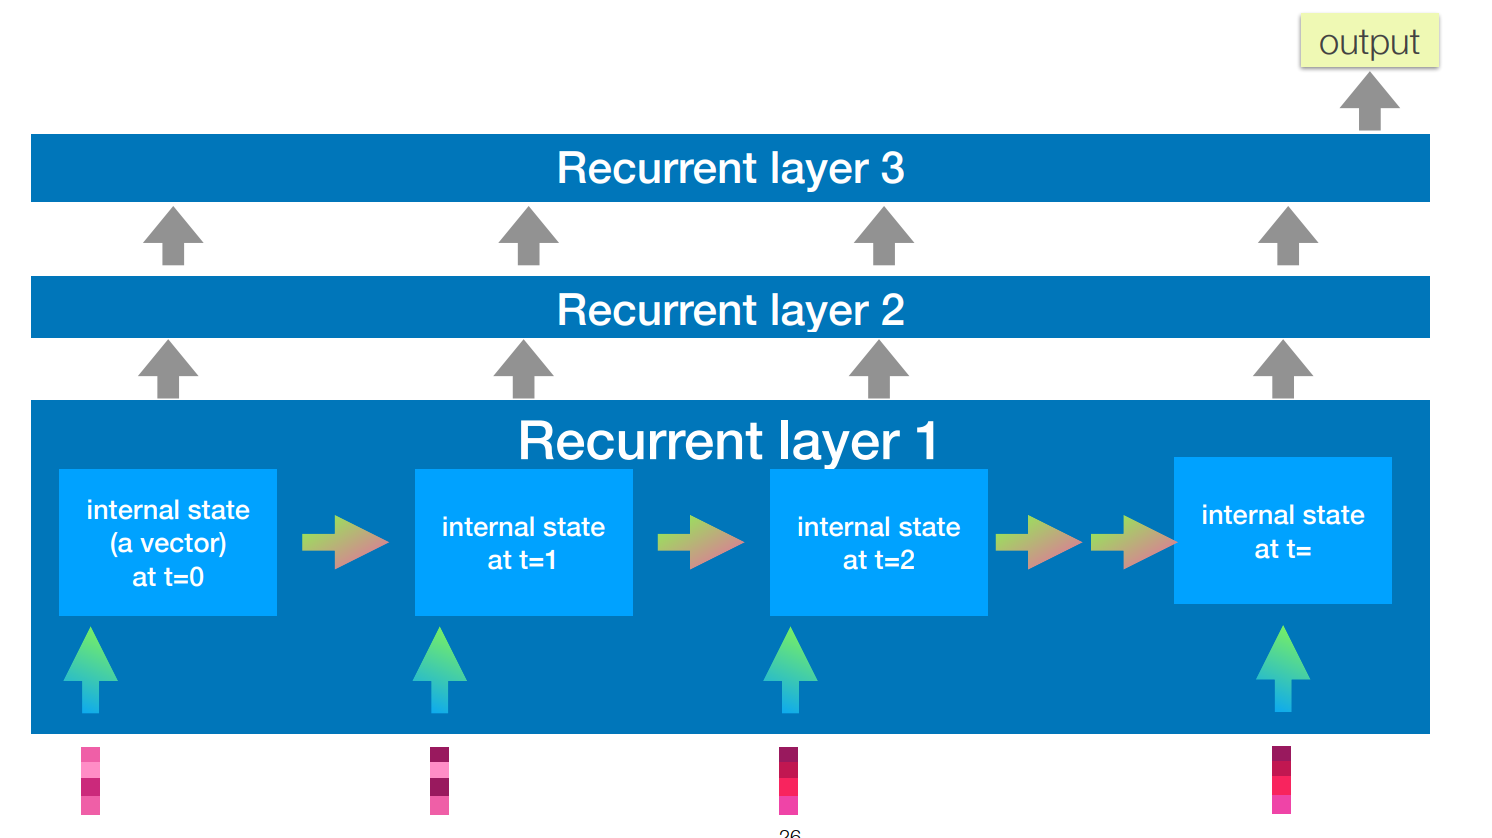 output
Recurrent layer 3
Recurrent layer 2
Recurrent layer 1
internal state
(a vector)
at t=0
internal state
at t=1
internal state
at t=2
internal state
at t=
26